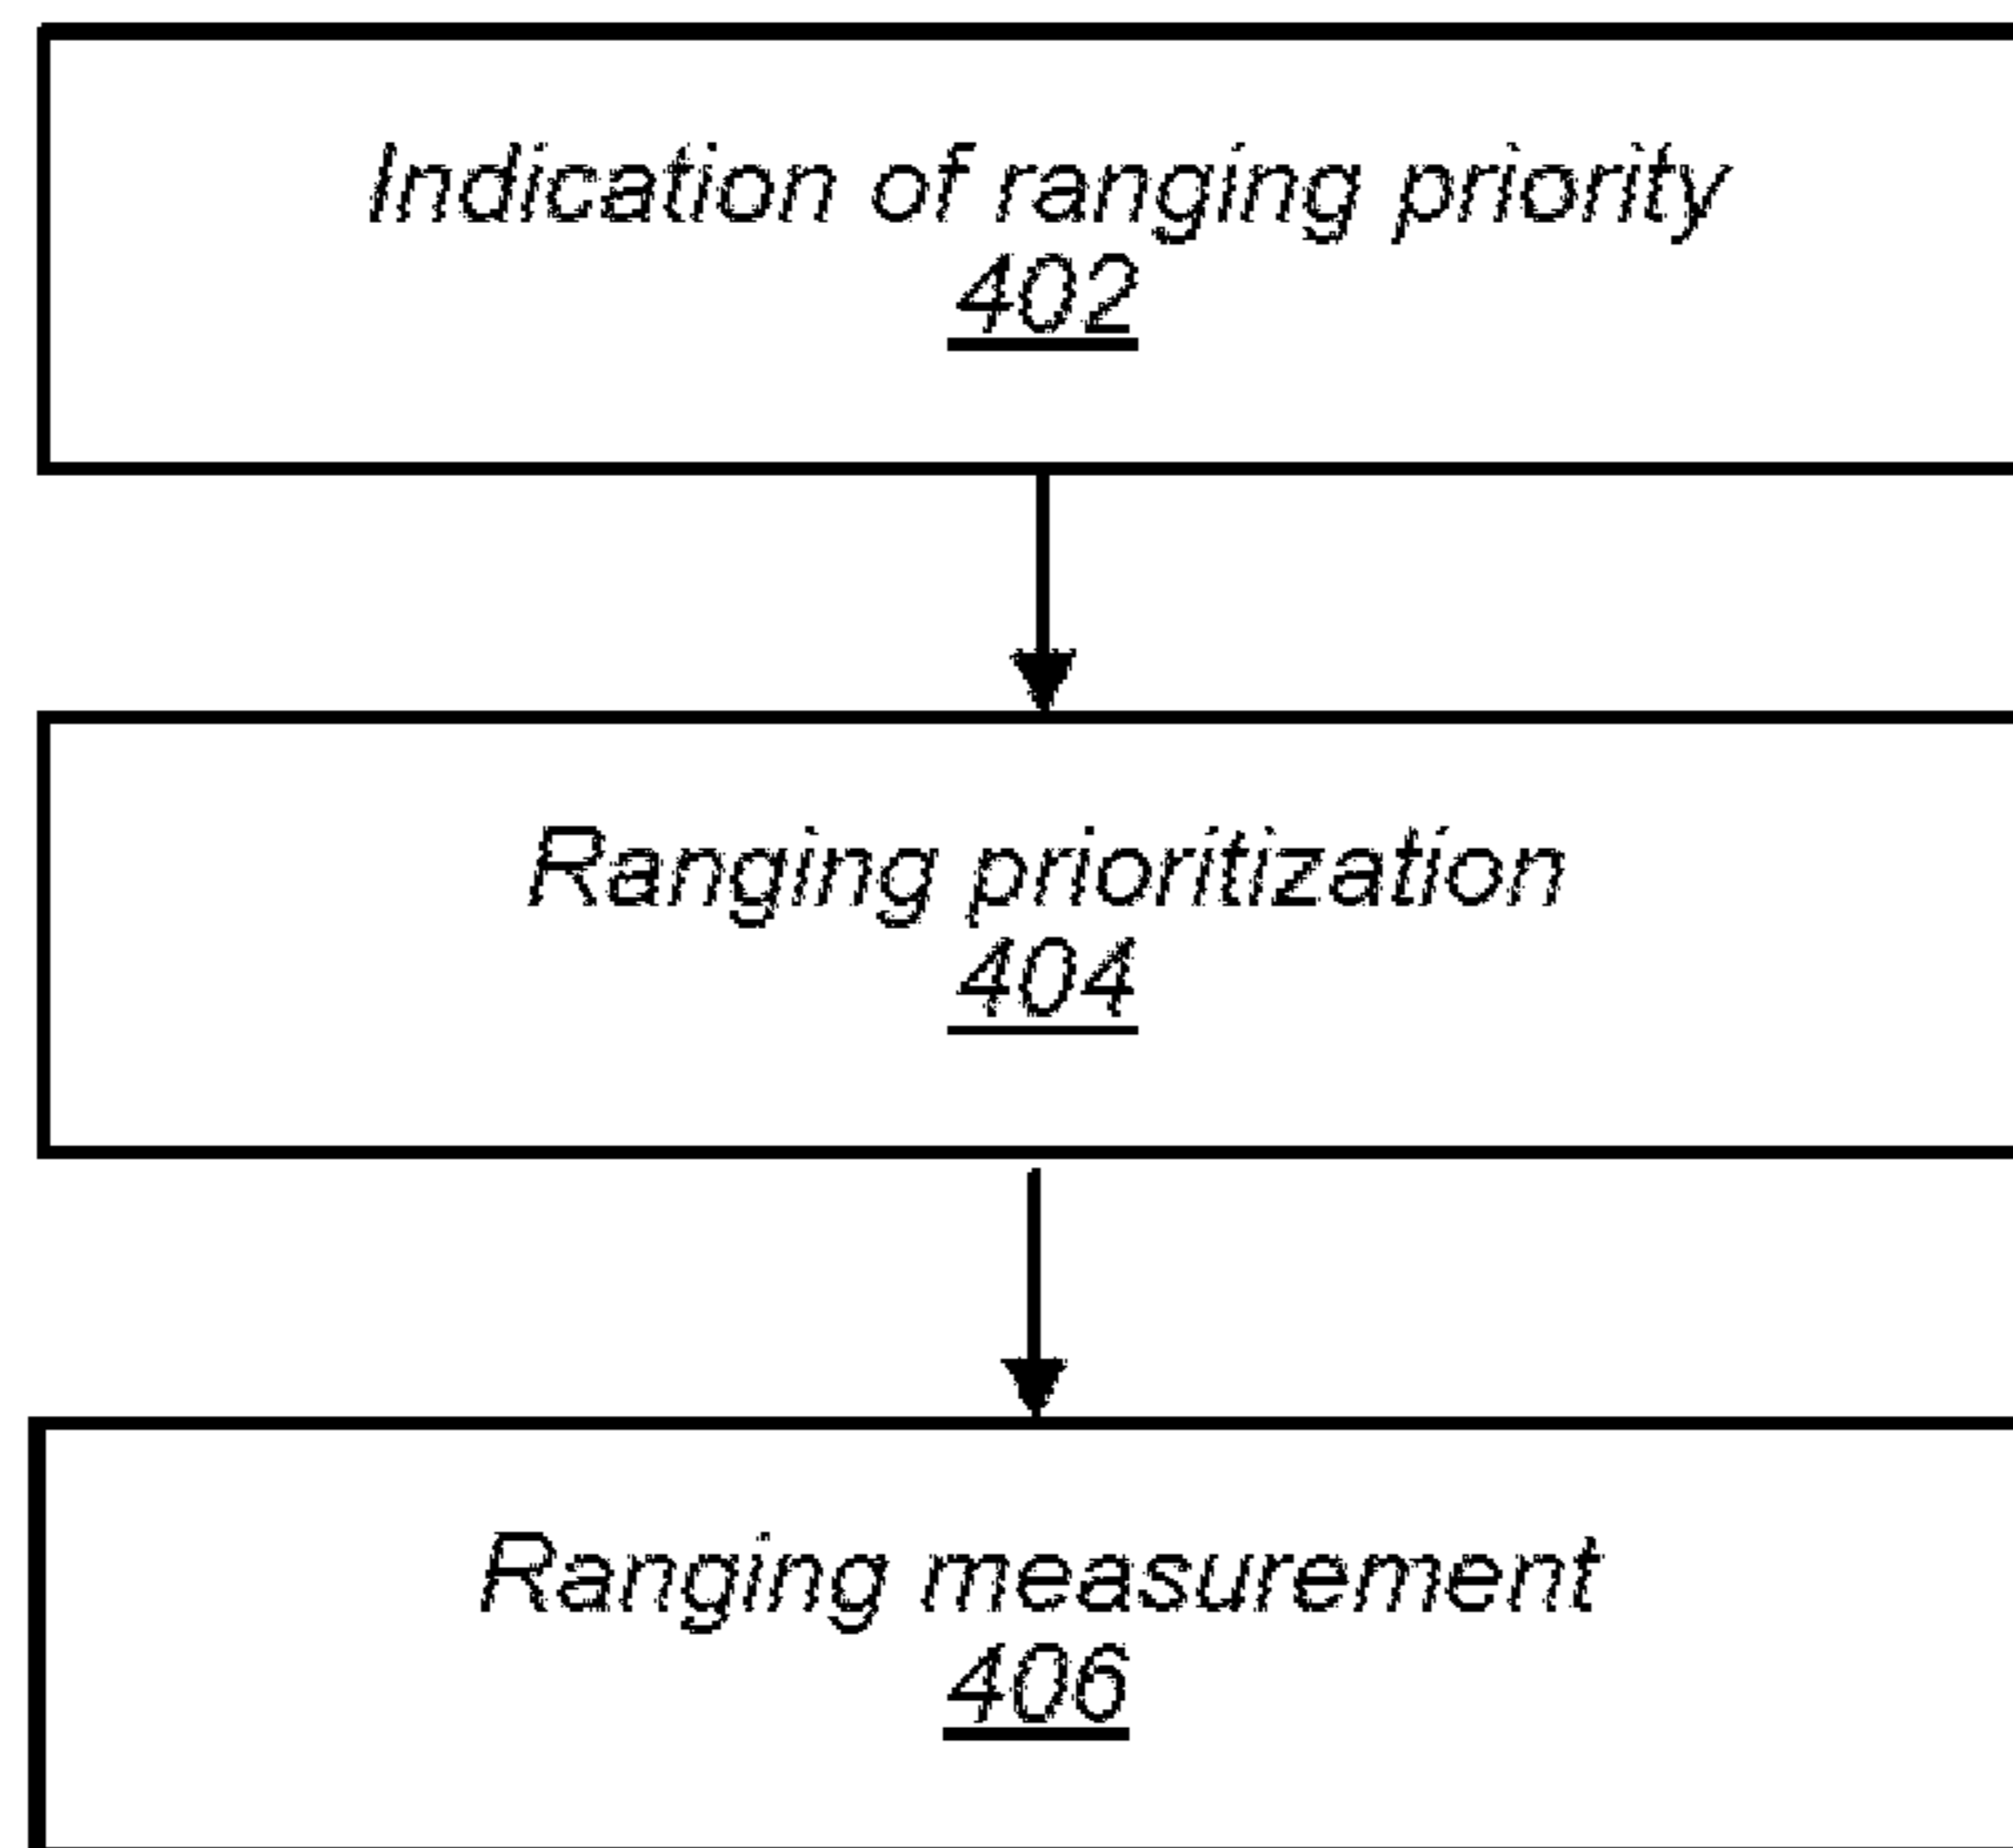 Indication of ranging priority
402
Ranging prioritization
404
Ranging measurement
406